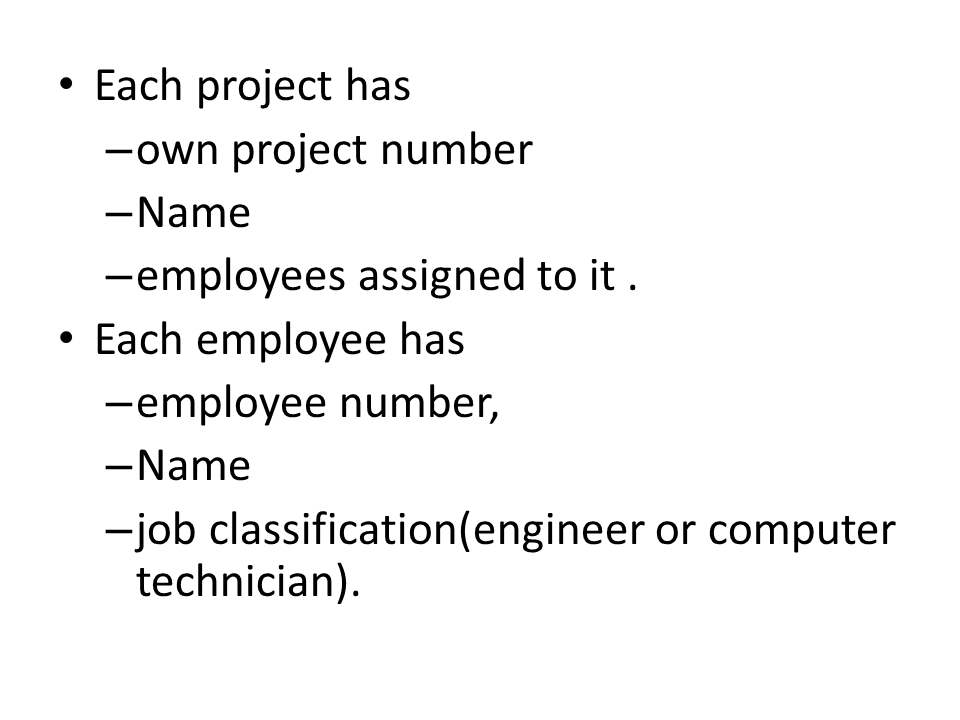 • Each project has
–own project number
–Name
–employees assigned to it .
• Each employee has
–employee number,
–Name
–job classification(engineer or computer
technician).